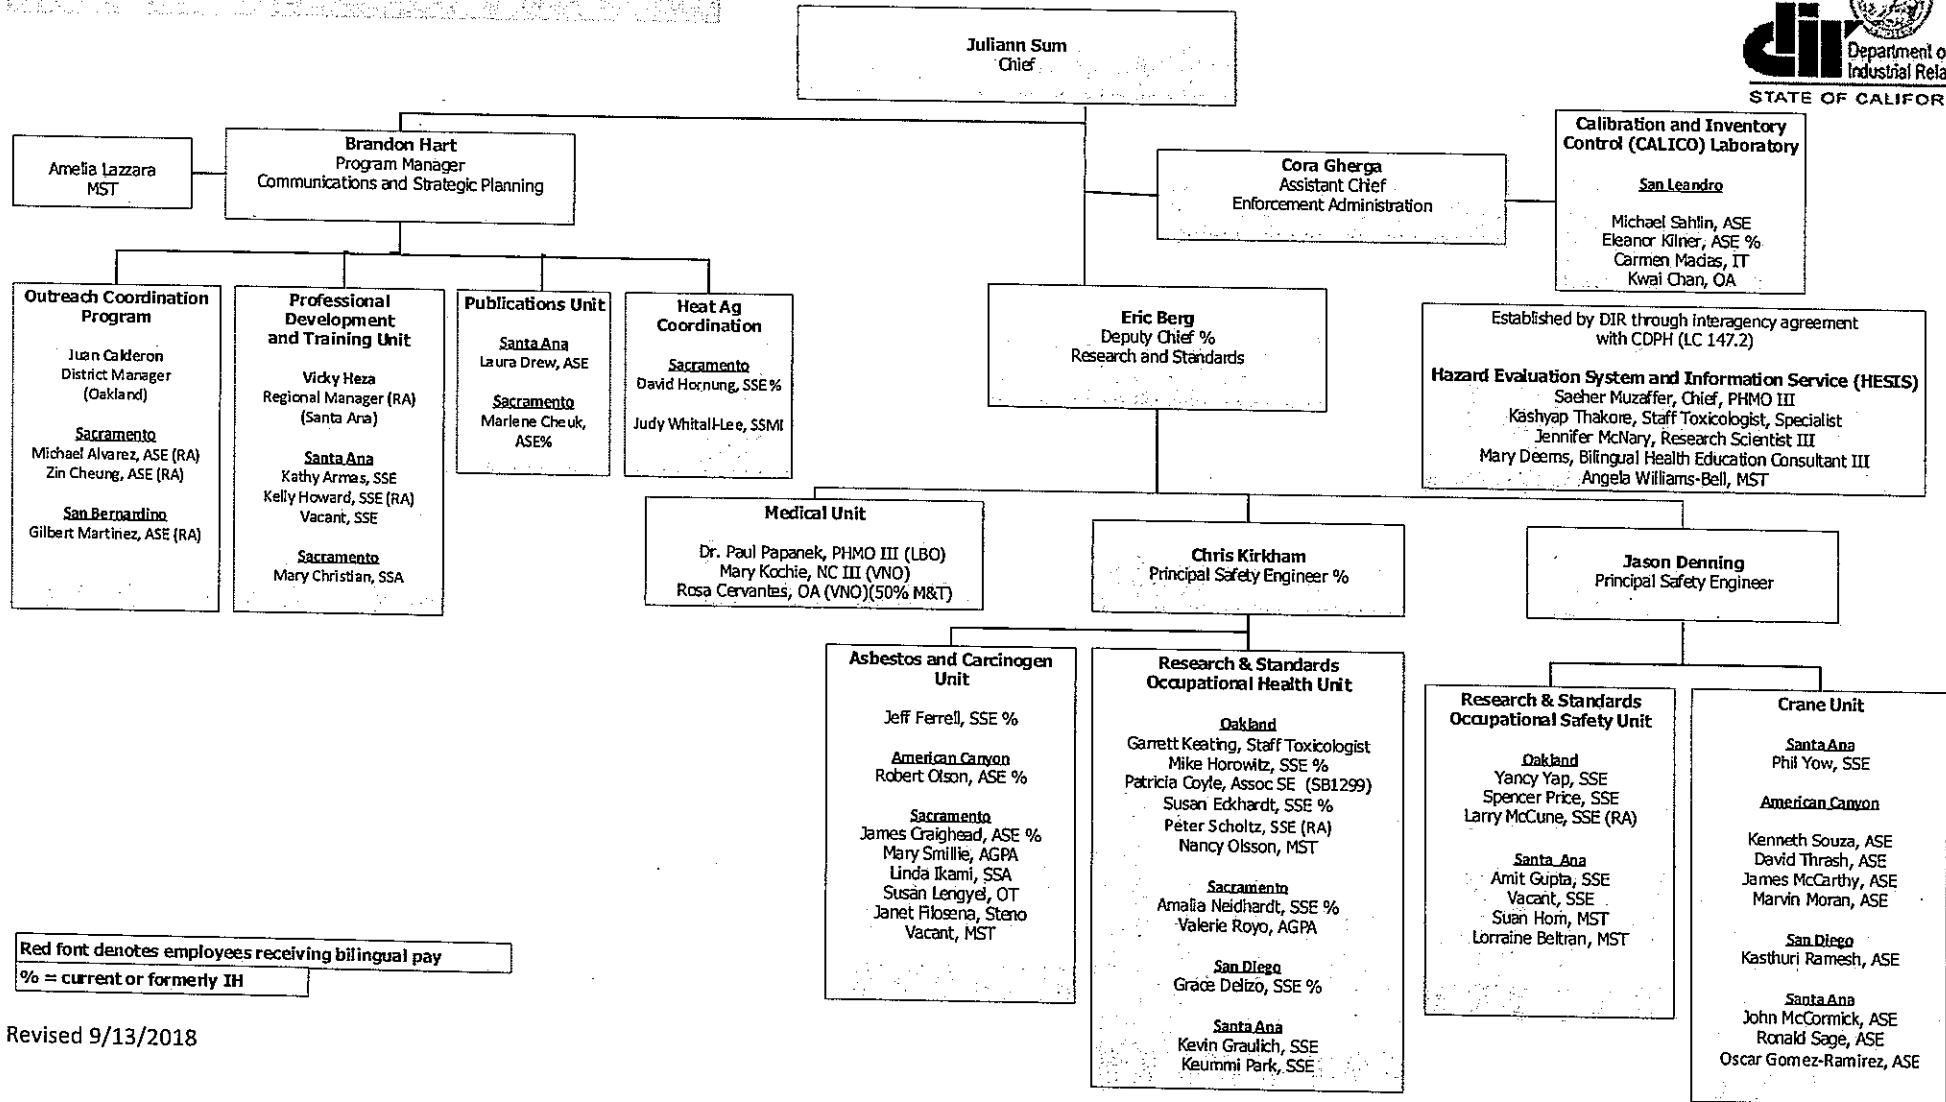 Juliann Sum
Chief
Department o
Industrial Rela
STATE OF CALIFOR
Amelia Lazzara
MST
Brandon Hart
Program Manager
Communications and Strategic Planning
Cora Gherga
Assistant Chief
Enforcement Administration
Calibration and Inventory
Control (CALICO) Laboratory
San Leandro
Michael Sahlin, ASE
Eleanor Kilner, ASE %
Carmen Macias, IT
Kwai Chan, OA
Outreach Coordination
Program
Juan Calderon
District Manager
(Oakland)
Sacramento
Michael Alvarez, ASE (RA)
Zin Cheung, ASE (RA)
San Bernardino
Gilbert Martinez, ASE (RA)
Professional
Development
and Training Unit
Vicky Heza
Regional Manager (RA)
(Santa Ana)
Santa Ana
Kathy Armas, SSE
Kelly Howard, SSE (RA)
Vacant, SSE
Sacramento
Mary Christian, SSA
Publications Unit
Santa Ana
Laura Drew, ASE
Sacramento
Marlene Cheuk,
ASE%
Heat Ag
Coordination
Sacramento
David Hornung, SSE%
Judy Whitall-Lee, SSMI
Eric Berg
Deputy Chief %
Research and Standards
Established by DIR through interagency agreement
with CDPH (LC 147.2)
Hazard Evaluation System and Information Service (HESIS)
Saeher Muzaffer, Chief, PHMO III
Kashyap Thakore, Staff Toxicologist, Specialist
Jennifer McNary, Research Scientist III
Mary Deems, Bilingual Health Education Consultant III
Angela Williams-Bell, MST
Medical Unit
Dr. Paul Papanek, PHMO III (LBO)
Mary Kochie, NC III (VNO)
Rosa Cervantes, OA (VNO)(50% M&T)
Chris Kirkham
Principal Safety Engineer %
Jason Denning
Principal Safety Engineer
Asbestos and Carcinogen
Unit
Jeff Ferrell, SSE %
American Canyon
Robert Olson, ASE %
Sacramento
James Craighead, ASE %
Mary Smillie, AGPA
Linda Ikami, SSA
Susan Lengyel, OT
Janet Filosena, Steno
Vacant, MST
Research & Standards
Occupational Health Unit
Oakland
Garrett Keating, Staff Toxicologist
Mike Horowitz, SSE %
Patricia Coyle, Assoc SE (SB1299)
Susan Eckhardt, SSE %
Peter Scholtz, SSE (RA)
Nancy Olsson, MST
Sacramento
Amalia Neidhardt, SSE %
Valerie Royo, AGPA
San Diego
Grace Delizo, SSE %
Santa Ana
Kevin Graulich, SSE
Keummi Park, SSE
Research & Standards
Occupational Safety Unit
Oakland
Yancy Yap, SSE
Spencer Price, SSE
Larry McCune, SSE (RA)
Santa Ana
Amit Gupta, SSE
Vacant, SSE
Suan Horn, MST
Lorraine Beltran, MST
Crane Unit
Santa Ana
Phil Yow, SSE
American Canyon
Kenneth Souza, ASE
David Thrash, ASE
James McCarthy, ASE
Marvin Moran, ASE
San Diego
Kasthuri Ramesh, ASE
Santa Ana
John McCormick, ASE
Ronald Sage, ASE
Oscar Gomez-Ramirez, ASE
Red font denotes employees receiving bilingual pay
% = current or formerly IH
Revised 9/13/2018